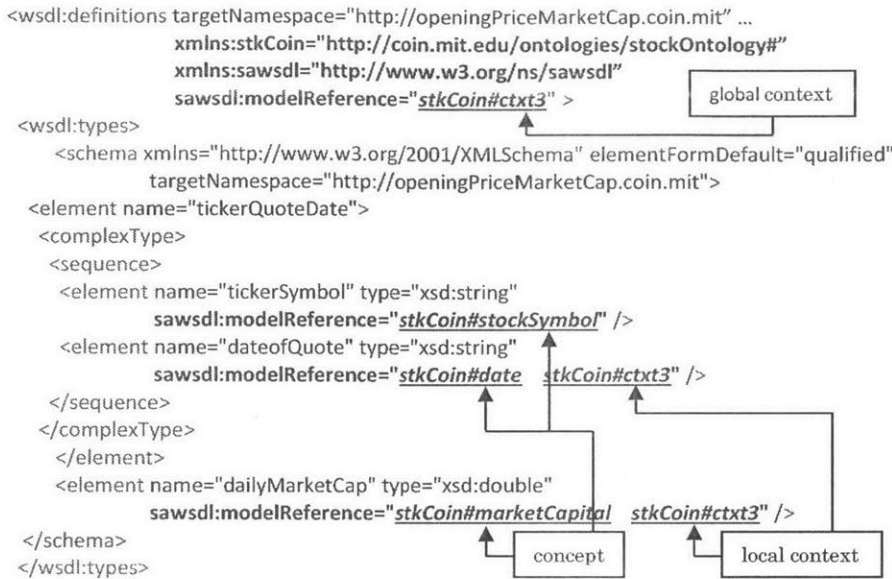 <wsdl:definitions targetNamespace="http://openingPriceMarketCap.coin.mit” ...
xmlns:stkCoin="http://coin.mit.edu/ontologies/stockOntology#”
xmlns:sawsdl="http://www.w3.org/ns/sawsdl”
sawsdl:modelReference="stkCoin#ctxt3" >
global context
<wsdl:types>
<schema xmlns="http://www.w3.org/2001/XMLSchema" elementFormDefault="qualified"
targetNamespace="http://openingPriceMarketCap.coin.mit">
<element name="tickerQuoteDate">
<complexType>
<sequence>
<element name="tickerSymbol" type="xsd:string"
sawsdl:modelReference="stkCoin#stockSymbol" />
<element name="dateofQuote" type="xsd:string"
sawsdl:modelReference="stkCoin#date stkCoin#ctxt3" />
</sequence>
</complexType>
</element>
<element name="dailyMarketCap" type="xsd:double"
sawsdl:modelReference="stkCoin#marketCapital stkCoin#ctxt3" />
</schema>
concept
local context
</wsdl:types>